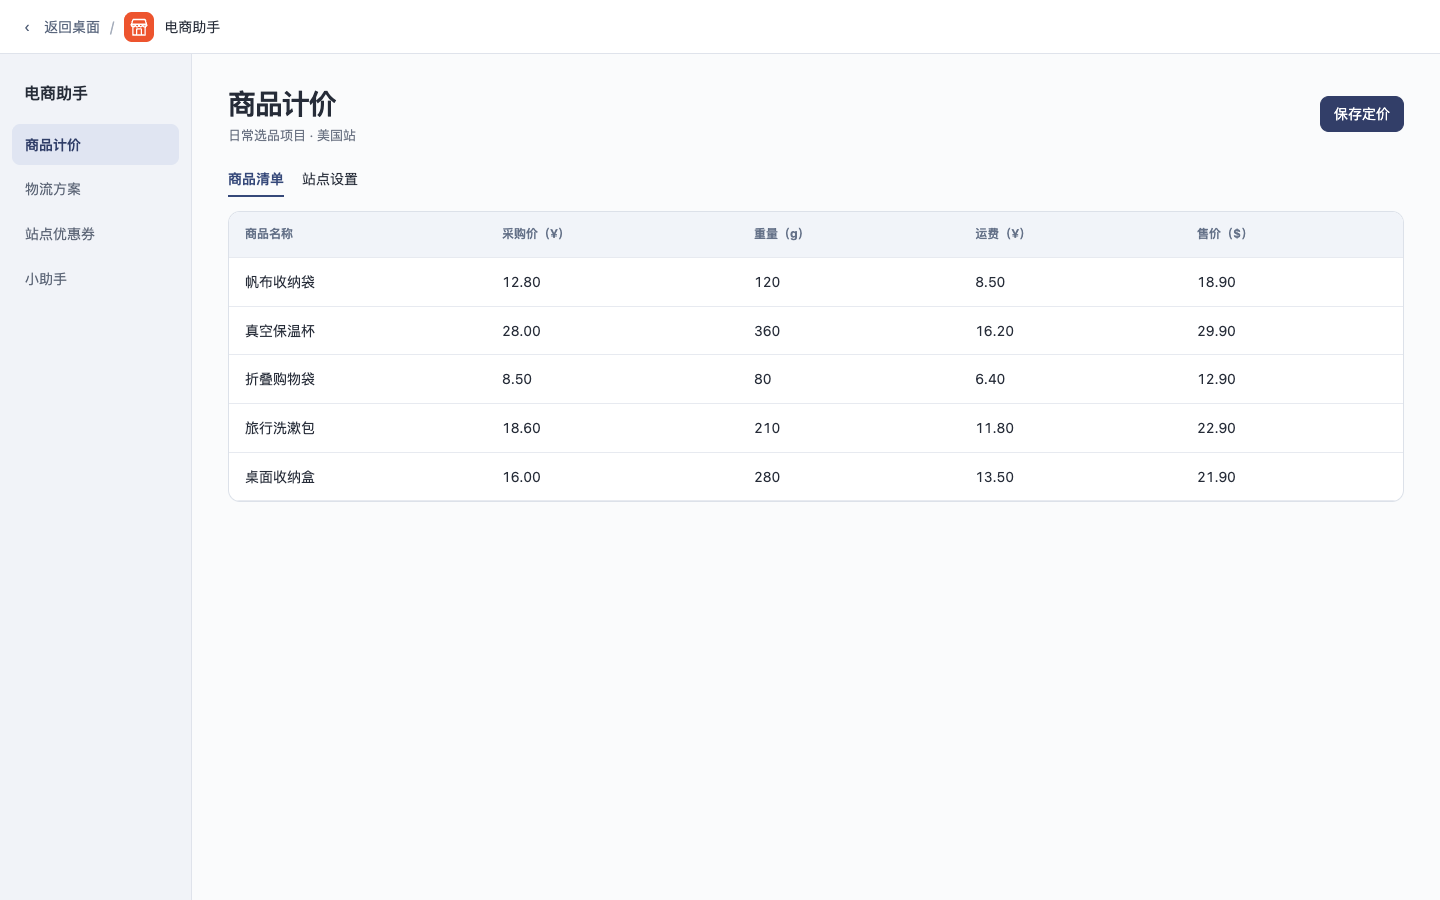 ‹ 返回桌面 / 电商助手
电商助手
商品计价
物流方案
站点优惠券
小助手
商品计价
日常选品项目 · 美国站
保存定价
商品清单 站点设置
商品名称 采购价（¥） 重量（g） 运费（¥） 售价（$）
帆布收纳袋 12.80 120 8.50 18.90
真空保温杯 28.00 360 16.20 29.90
折叠购物袋 8.50 80 6.40 12.90
旅行洗漱包 18.60 210 11.80 22.90
桌面收纳盒 16.00 280 13.50 21.90